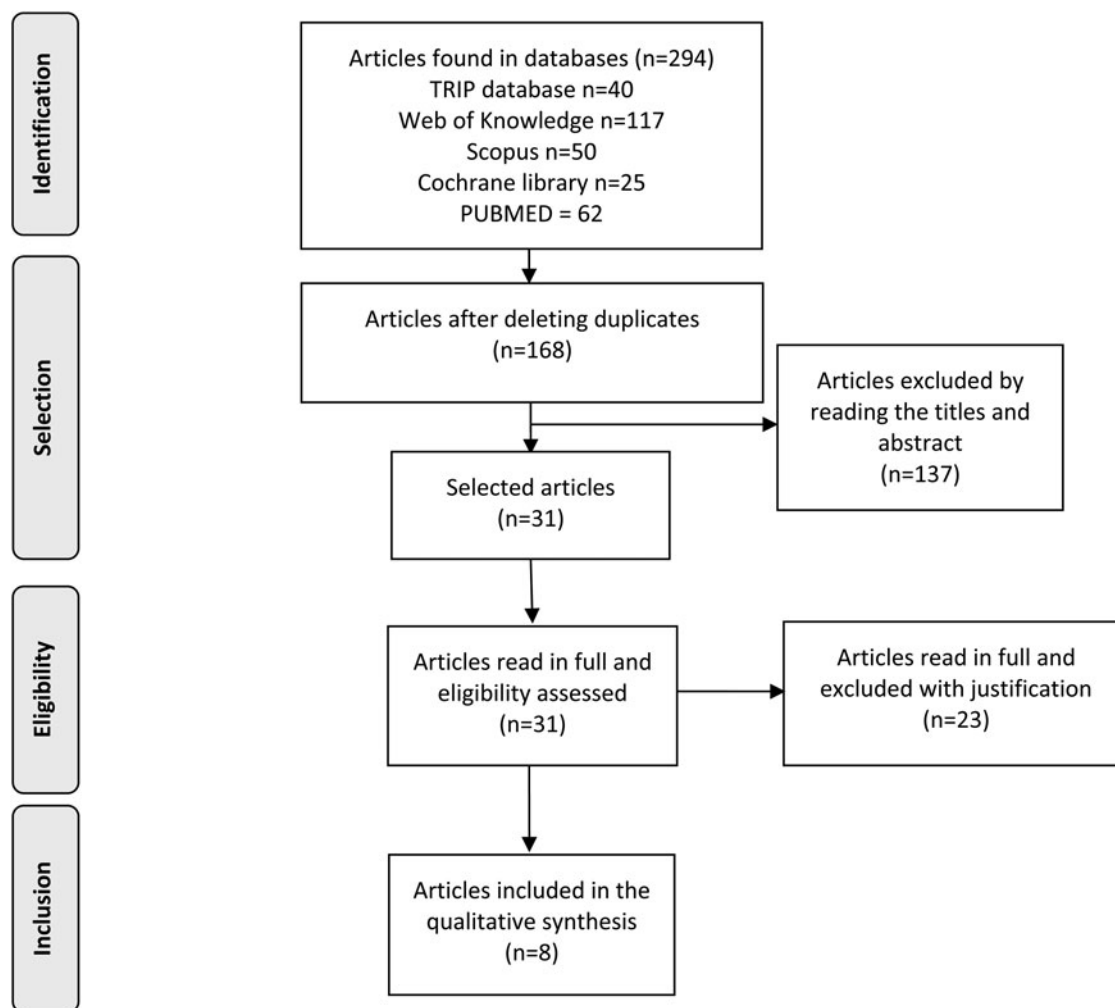 Identification
Articles found in databases (n=294)
TRIP database n=40
Web of Knowledge n=117
Scopus n=50
Cochrane library n=25
PUBMED = 62
Selection
Articles after deleting duplicates
(n=168)
Articles excluded by
reading the titles and
abstract
(n=137)
Selected articles
(n=31)
Eligibility
Articles read in full and
eligibility assessed
(n=31)
Articles read in full and
excluded with justification
(n=23)
Inclusion
Articles included in the
qualitative synthesis
(n=8)